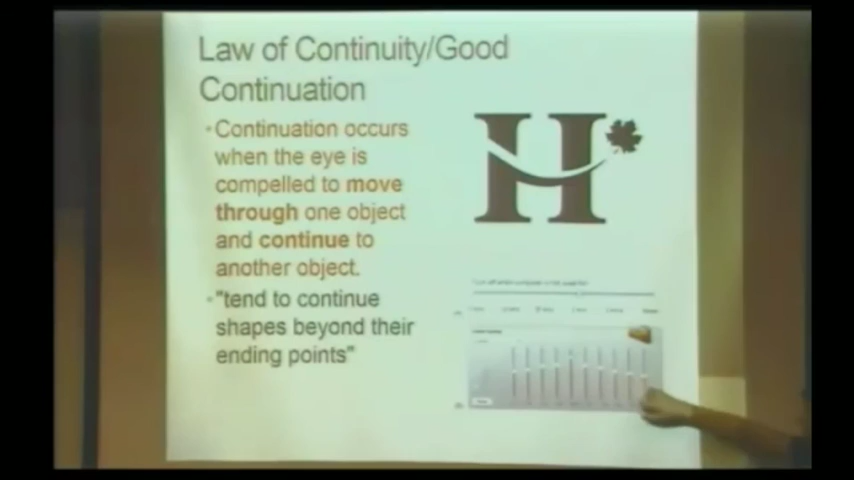 Law of Continuity/Good
Continuation
•Continuation occurs
when the eye is
compelled to move
through one object
and continue to
another object.
•"tend to continue
shapes beyond their
ending points"
H